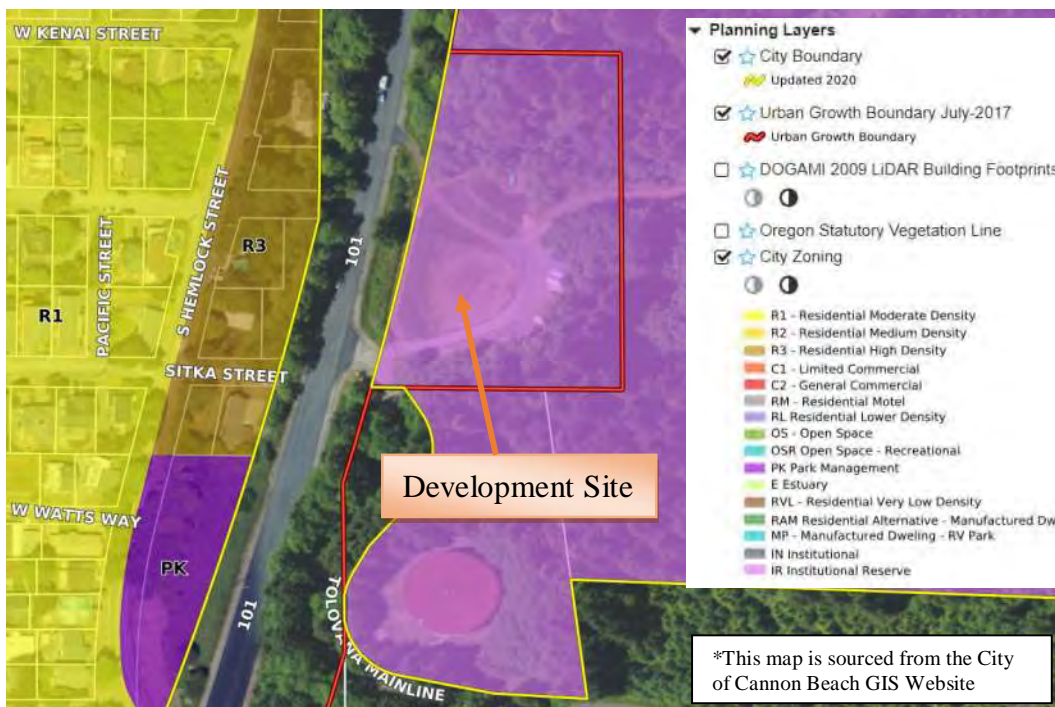 W KENAI STREET
S HEMLOCK STREET
PACIFIC STREET
R3
R1
SITKA STREET
101
W WATTS WAY
PK
101
TOLOVANA MAINLINE
Development Site
Planning Layers
City Boundary
Updated 2020
Urban Growth Boundary July-2017
Urban Growth Boundary
DOGAMI 2009 LiDAR Building Footprints
Oregon Statutory Vegetation Line
City Zoning
R1 - Residential Moderate Density
R2 - Residential Medium Density
R3 - Residential High Density
C1 - Limited Commercial
C2 - General Commercial
RM - Residential Motel
RL Residential Lower Density
OS - Open Space
OSR Open Space - Recreational
PK Park Management
E Estuary
RVL - Residential Very Low Density
RAM Residential Alternative - Manufactured Dw
MP - Manufactured Dweling - RV Park
IN Institutional
IR Institutional Reserve
*This map is sourced from the City
of Cannon Beach GIS Website